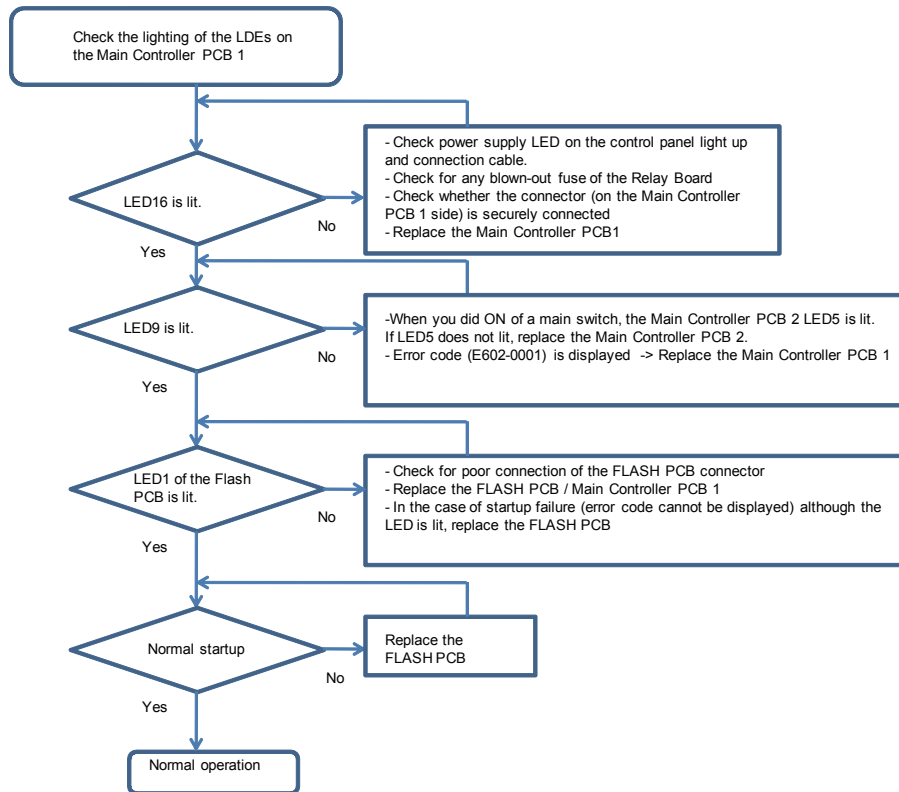 Check the lighting of the LDEs on
the Main Controller PCB 1
- Check power supply LED on the control panel light up
and connection cable.
- Check for any blown-out fuse of the Relay Board
- Check whether the connector (on the Main Controller
PCB 1 side) is securely connected
- Replace the Main Controller PCB1
LED16 is lit.
No
Yes
-When you did ON of a main switch, the Main Controller PCB 2 LED5 is lit.
If LED5 does not lit, replace the Main Controller PCB 2.
- Error code (E602-0001) is displayed -> Replace the Main Controller PCB 1
LED9 is lit.
No
Yes
- Check for poor connection of the FLASH PCB connector
- Replace the FLASH PCB / Main Controller PCB 1
- In the case of startup failure (error code cannot be displayed) although the
LED is lit, replace the FLASH PCB
LED1 of the Flash
PCB is lit.
No
Yes
Normal startup
Replace the
FLASH PCB
No
Yes
Normal operation